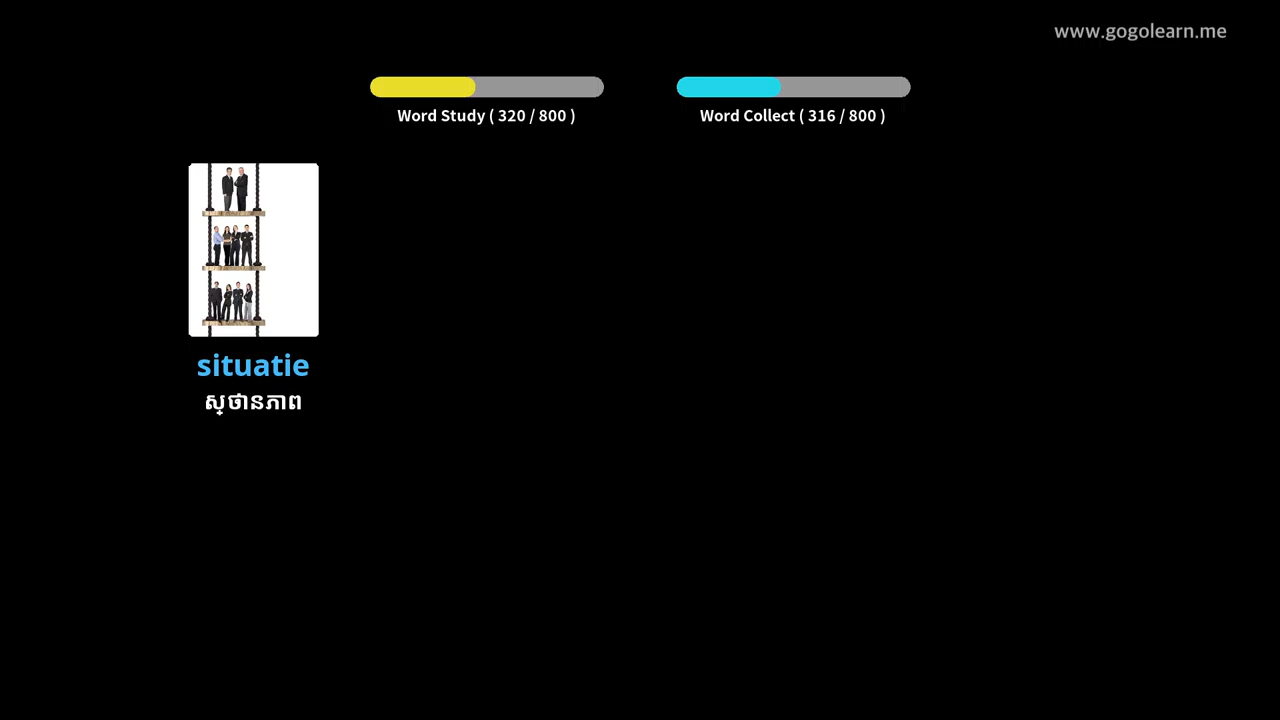 www.gogolearn.me
Word Study ( 320 / 800 )
Word Collect ( 316 / 800 )
situatie
ស្ថានភាព